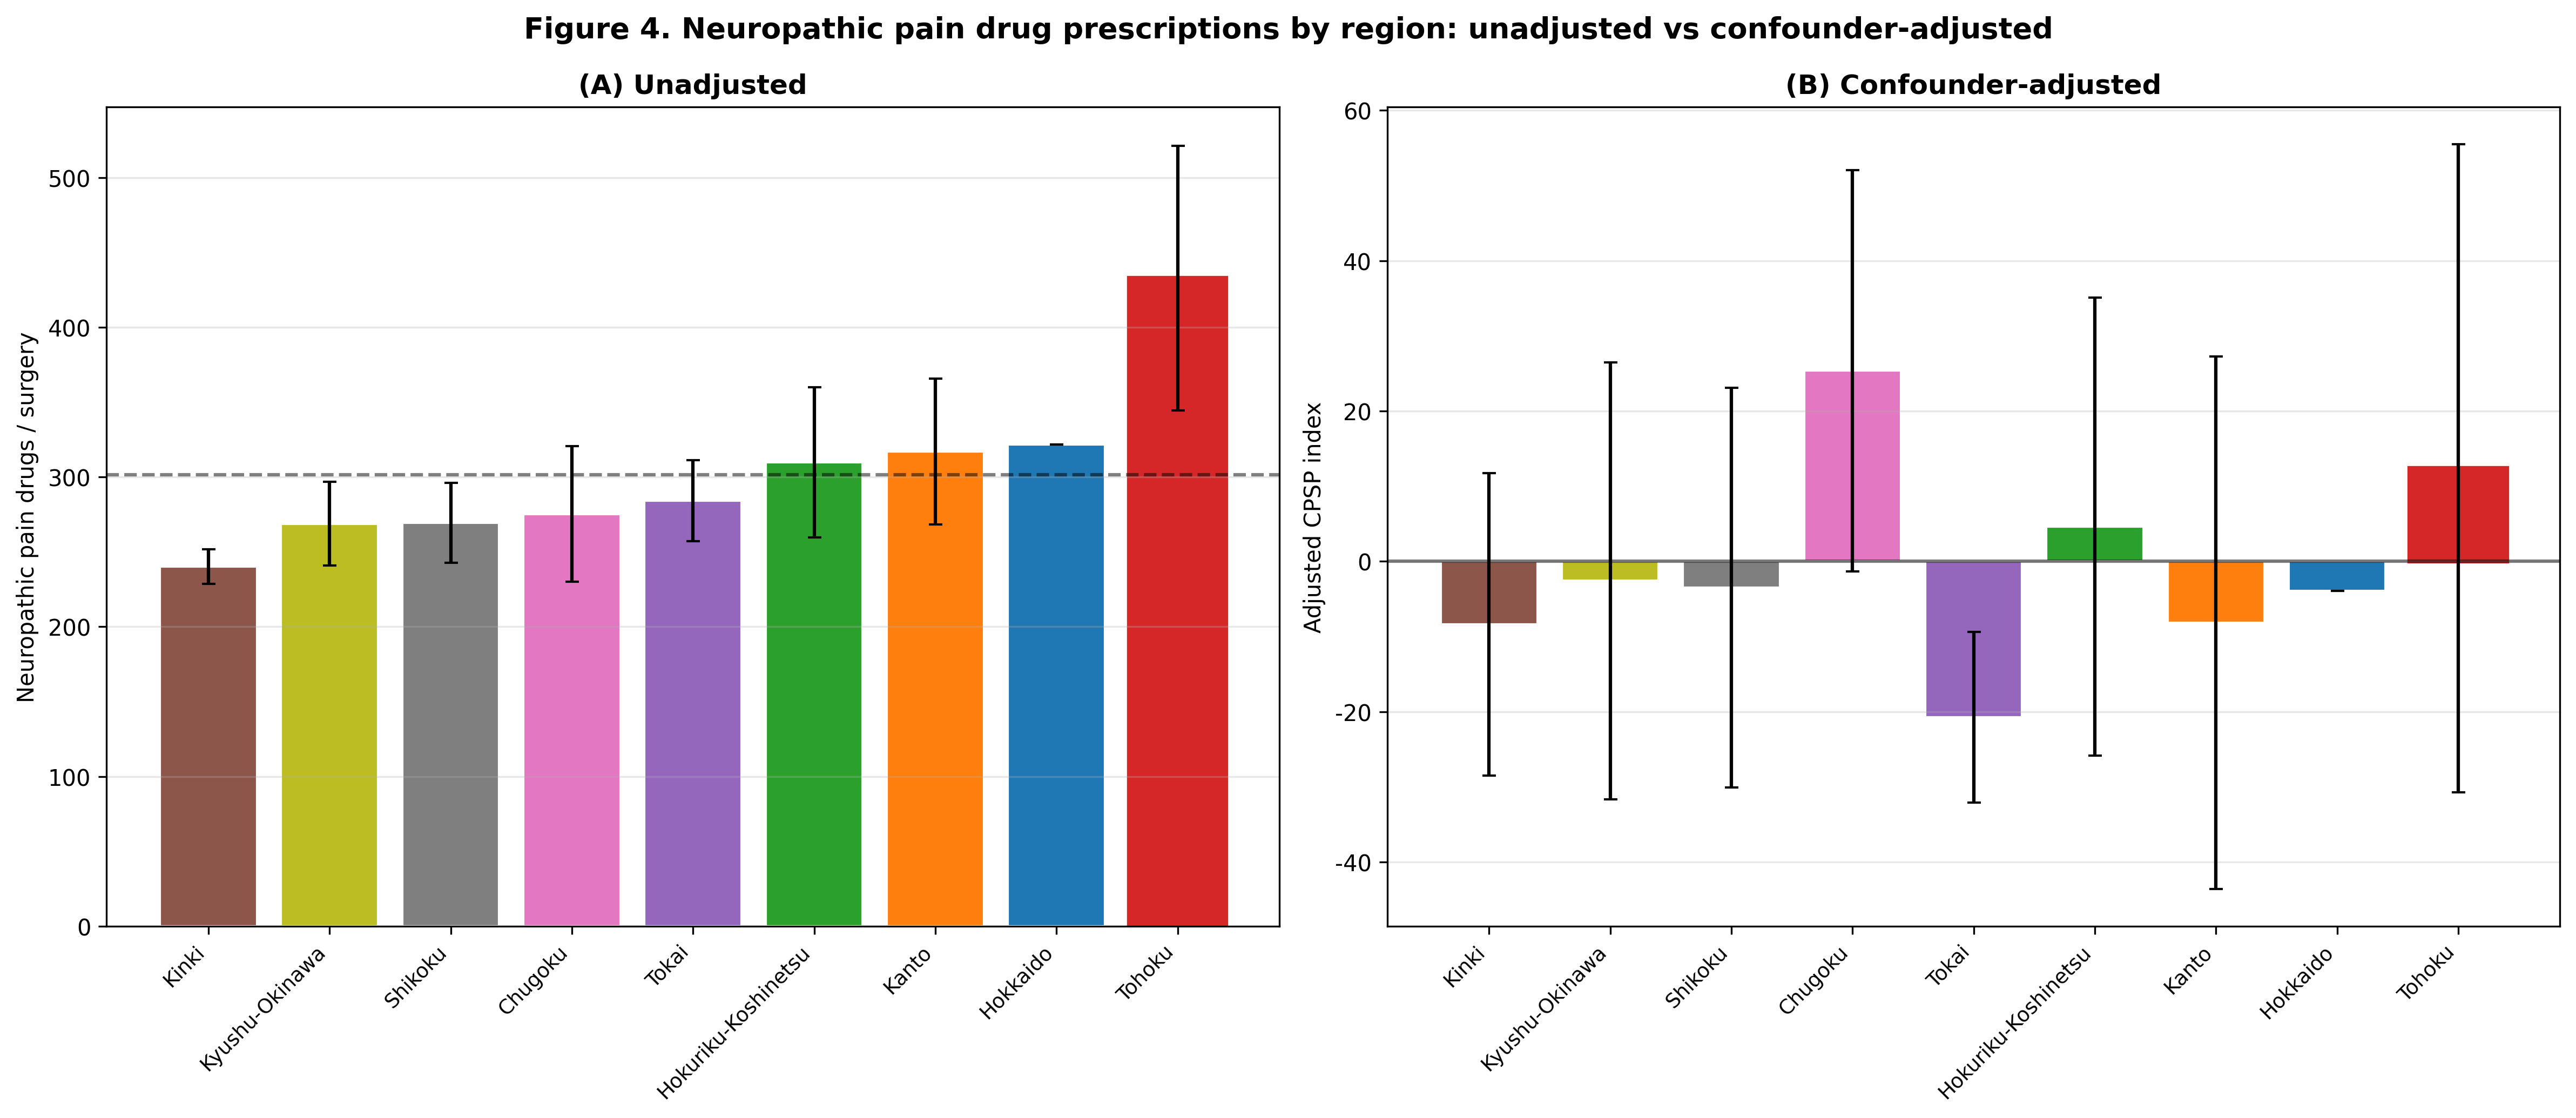 Figure 4. Neuropathic pain drug prescriptions by region: unadjusted vs confounder-adjusted
(A) Unadjusted
Neuropathic pain drugs / surgery
500
400
300
200
100
0
Kinki
Kyushu-Okinawa
Shikoku
Chugoku
Tokai
Hokuriku-Koshinetsu
Kanto
Hokkaido
Tohoku
(B) Confounder-adjusted
Adjusted CPSP index
60
40
20
0
-20
-40
Kinki
Kyushu-Okinawa
Shikoku
Chugoku
Tokai
Hokuriku-Koshinetsu
Kanto
Hokkaido
Tohoku